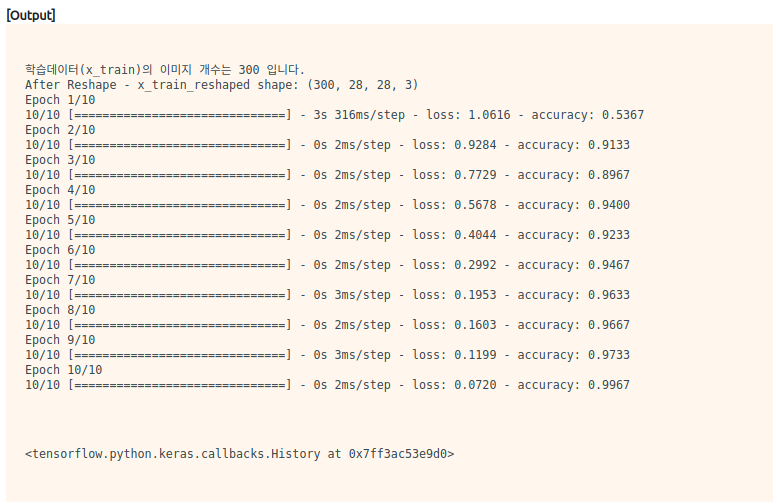 [Output]
학습데이터(x_train)의 이미지 개수는 300 입니다.
After Reshape - x_train_reshaped shape: (300, 28, 28, 3)
Epoch 1/10
10/10 [==============================] - 3s 316ms/step - loss: 1.0616 - accuracy: 0.5367
Epoch 2/10
10/10 [==============================] - 0s 2ms/step - loss: 0.9284 - accuracy: 0.9133
Epoch 3/10
10/10 [==============================] - 0s 2ms/step - loss: 0.7729 - accuracy: 0.8967
Epoch 4/10
10/10 [==============================] - 0s 2ms/step - loss: 0.5678 - accuracy: 0.9400
Epoch 5/10
10/10 [==============================] - 0s 2ms/step - loss: 0.4044 - accuracy: 0.9233
Epoch 6/10
10/10 [==============================] - 0s 2ms/step - loss: 0.2992 - accuracy: 0.9467
Epoch 7/10
10/10 [==============================] - 0s 3ms/step - loss: 0.1953 - accuracy: 0.9633
Epoch 8/10
10/10 [==============================] - 0s 2ms/step - loss: 0.1603 - accuracy: 0.9667
Epoch 9/10
10/10 [==============================] - 0s 3ms/step - loss: 0.1199 - accuracy: 0.9733
Epoch 10/10
10/10 [==============================] - 0s 2ms/step - loss: 0.0720 - accuracy: 0.9967
<tensorflow.python.keras.callbacks.History at 0x7ff3ac53e9d0>